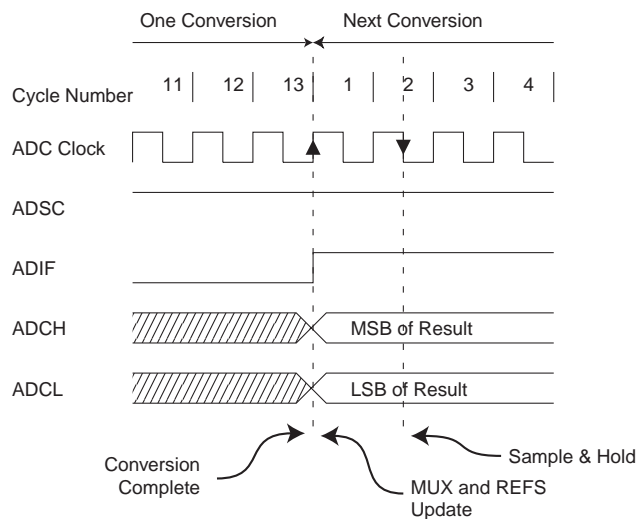 One Conversion Next Conversion
Cycle Number 11 12 13 1 2 3 4
ADC Clock
ADSC
ADIF
ADCH MSB of Result
ADCL LSB of Result
Conversion
Complete
MUX and REFS
Update
Sample & Hold